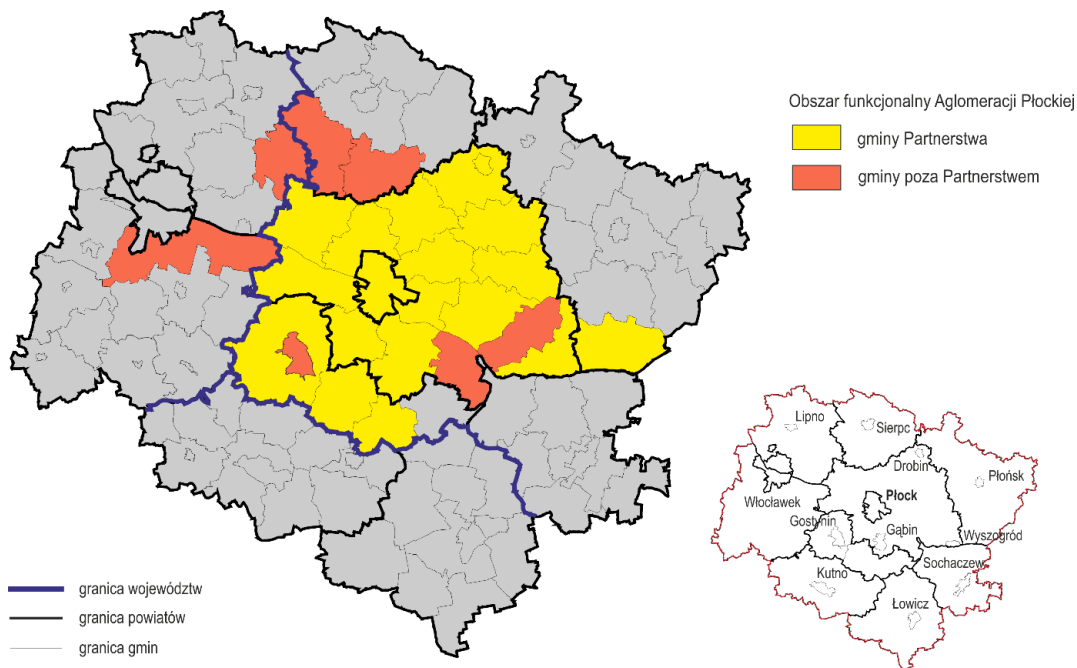 Obszar funkcjonalny Aglomeracji Płockiej
gminy Partnerstwa
gminy poza Partnerstwem
granica województw
granica powiatów
granica gmin
Lipno
Sierpc
Drobin
Płońsk
Włocławek
Płock
Gostynin
Gąbin
Wyszogród
Sochaczew
Kutno
Łowicz